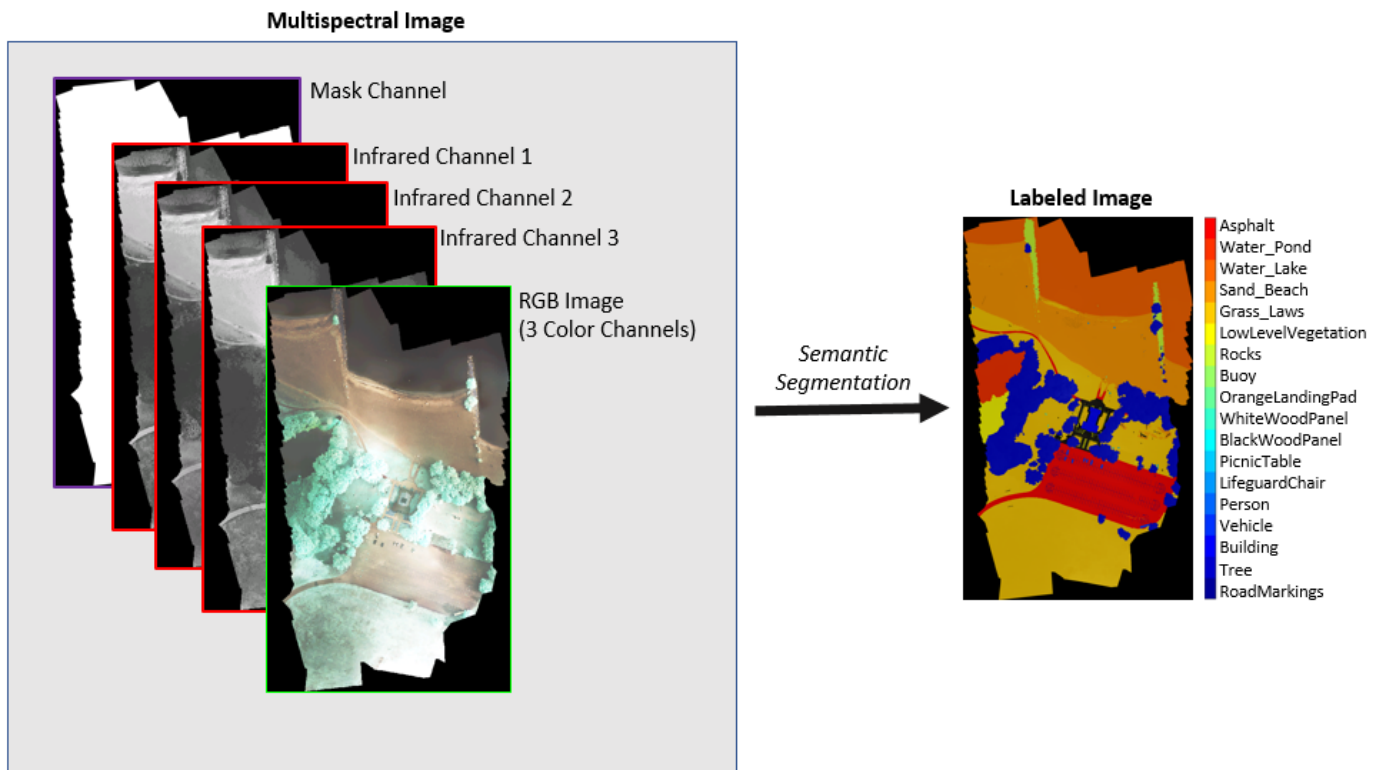 Multispectral Image
Mask Channel
Infrared Channel 1
Infrared Channel 2
Infrared Channel 3
RGB Image
(3 Color Channels)
Semantic
Segmentation
Labeled Image
Asphalt
Water_Pond
Water_Lake
Sand_Beach
Grass_Laws
LowLevelVegetation
Rocks
Buoy
OrangeLandingPad
WhiteWoodPanel
BlackWoodPanel
PicnicTable
LifeguardChair
Person
Vehicle
Building
Tree
RoadMarkings